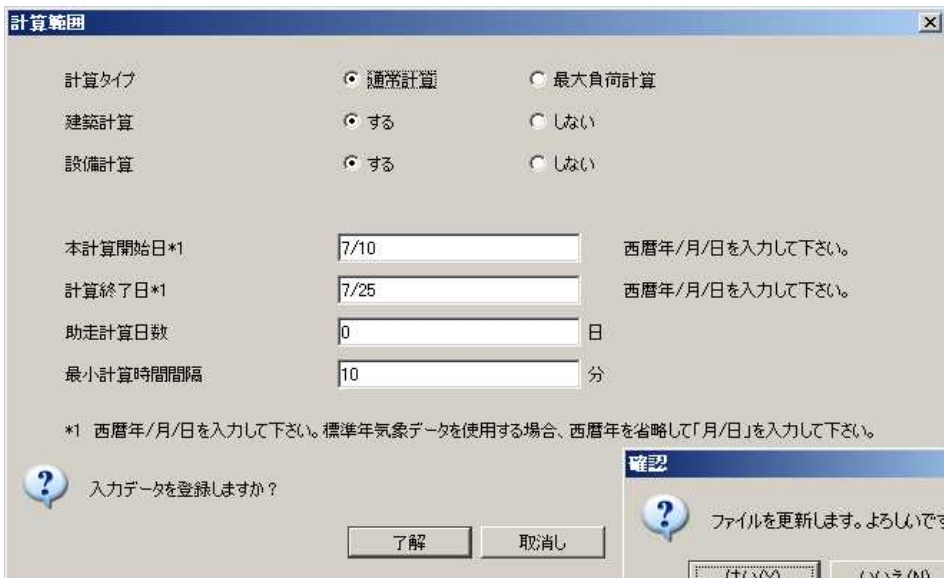 計算範囲
計算タイプ 通常計算 最大負荷計算
建築計算 する しない
設備計算 する しない
本計算開始日*1 7/10 西暦年/月/日を入力して下さい。
計算終了日*1 7/25 西暦年/月/日を入力して下さい。
助走計算日数 0 日
最小計算時間間隔 10 分
*1 西暦年/月/日を入力して下さい。標準年気象データを使用する場合、西暦年を省略して「月/日」を入力して下さい。
入力データを登録しますか?
了解 取消し
確認
ファイルを更新します。よろしいです
はい(Y) いいえ(N)